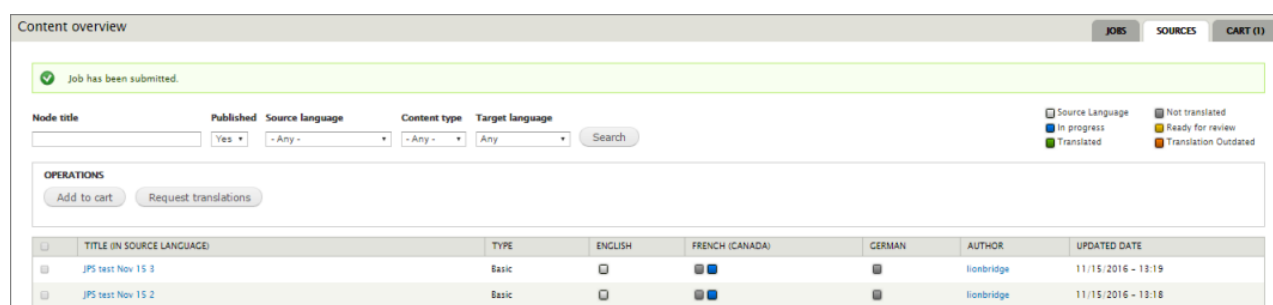 Content overview
JOBS SOURCES CART (1)
Job has been submitted.
Node title Published Source language Content type Target language
Yes - Any - - Any - Any Search
Source Language Not translated
In progress Ready for review
Translated Translation Outdated
OPERATIONS
Add to cart Request translations
TITLE (IN SOURCE LANGUAGE) TYPE ENGLISH FRENCH (CANADA) GERMAN AUTHOR UPDATED DATE
JPS test Nov 15 3 Basic lionbridge 11/15/2016 - 13:19
JPS test Nov 15 2 Basic lionbridge 11/15/2016 - 13:18